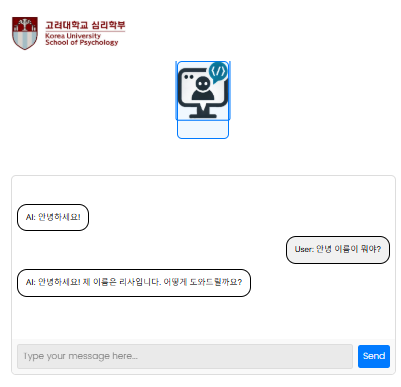 고려대학교 심리학부
Korea University
School of Psychology
</>
AI: 안녕하세요!
User: 안녕 이름이 뭐야?
AI: 안녕하세요! 제 이름은 리사입니다. 어떻게 도와드릴까요?
Type your message here...
Send